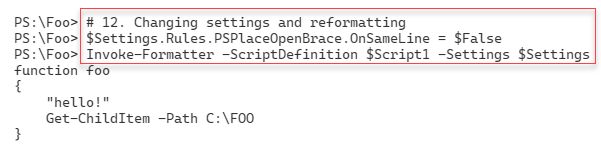 PS:\Foo> # 12. Changing settings and reformatting
PS:\Foo> $Settings.Rules.PSPlaceOpenBrace.OnSameLine = $False
PS:\Foo> Invoke-Formatter -ScriptDefinition $Script1 -Settings $Settings
function foo
{
    "hello!"
    Get-ChildItem -Path C:\FOO
}